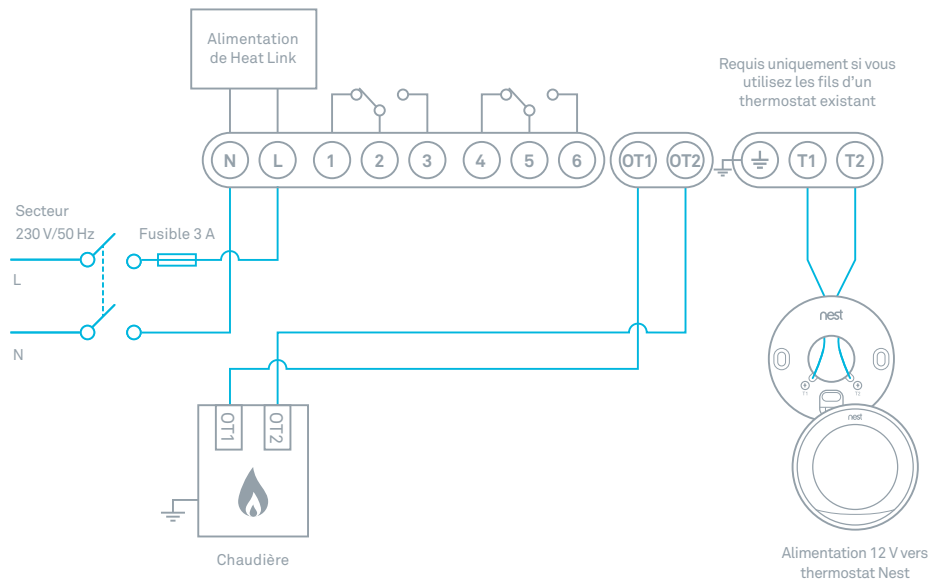 Alimentation
de Heat Link
Requis uniquement si vous
utilisez les fils d'un
thermostat existant
N L 1 2 3 4 5 6 OT1 OT2 T1 T2
Secteur
230 V/50 Hz
Fusible 3 A
L
N
nest
T1 T2
nest
OT1 OT2
Chaudière
Alimentation 12 V vers
thermostat Nest